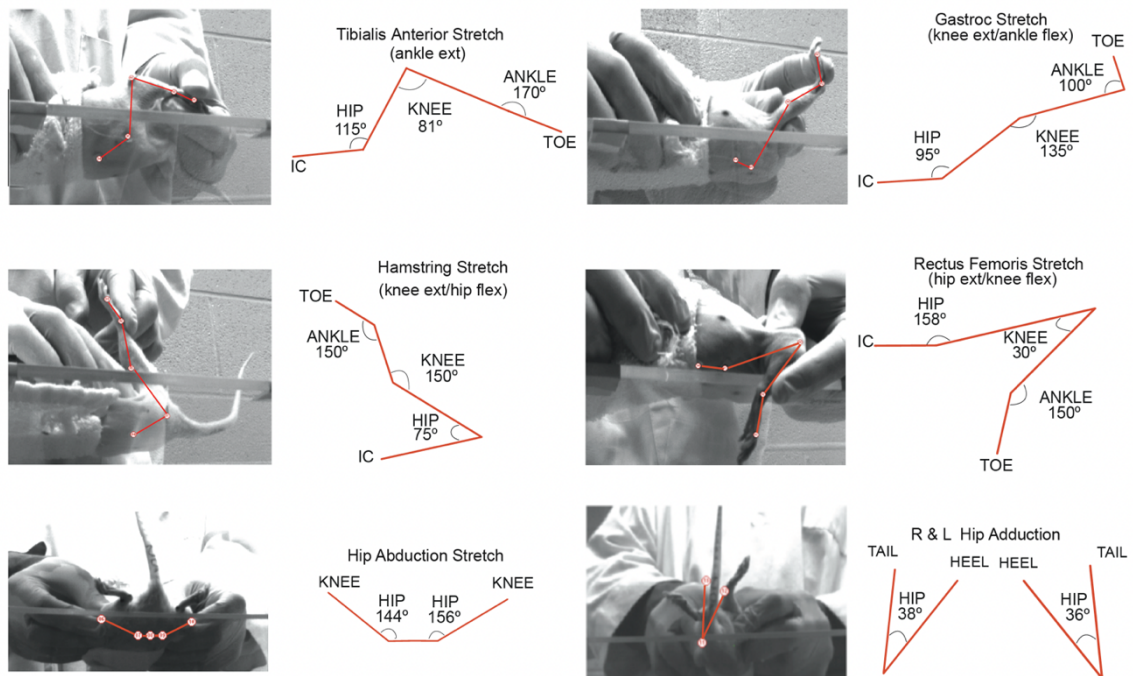 Tibialis Anterior Stretch
(ankle ext)
HIP
115º
KNEE
81º
ANKLE
170º
IC
TOE
Gastroc Stretch
(knee ext/ankle flex)
TOE
ANKLE
100º
HIP
95º
KNEE
135º
IC
Hamstring Stretch
(knee ext/hip flex)
TOE
ANKLE
150º
KNEE
150º
HIP
75º
IC
Rectus Femoris Stretch
(hip ext/knee flex)
HIP
158º
IC
KNEE
30º
ANKLE
150º
TOE
Hip Abduction Stretch
KNEE
KNEE
HIP
144º
HIP
156º
R & L Hip Adduction
TAIL
HEEL
HEEL
TAIL
HIP
38º
HIP
36º